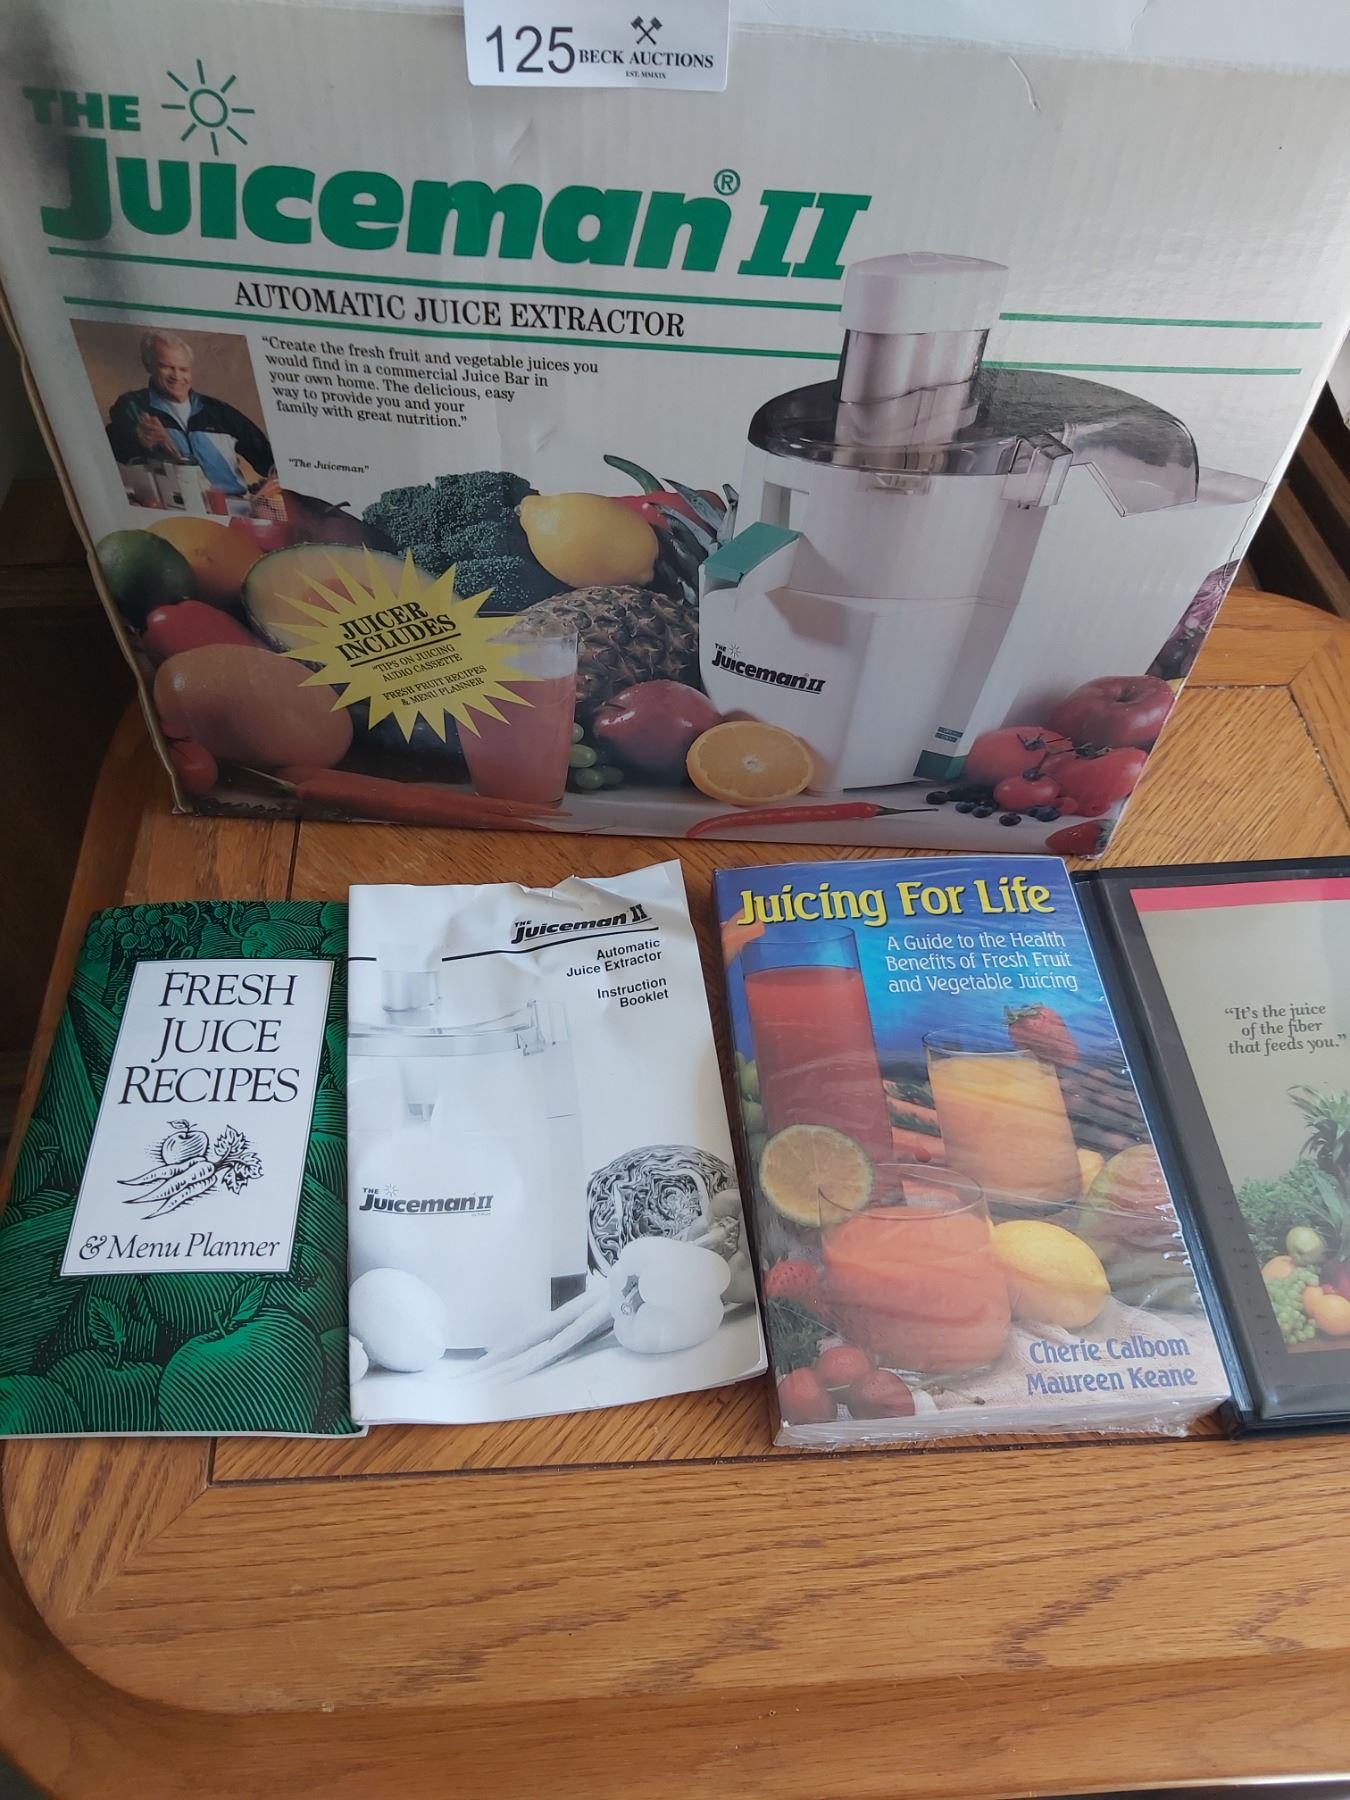 125
BECK AUCTIONS
EST. MMXIX
THE
Juiceman® II
AUTOMATIC JUICE EXTRACTOR
"Create the fresh fruit and vegetable juices you
would find in a commercial Juice Bar in
your own home. The delicious, easy
way to provide you and your
family with great nutrition."
"The Juiceman"
JUICER
INCLUDES
"TIPS ON JUICING
AUDIO CASSETTE
FRESH FRUIT RECIPES
& MENU PLANNER
THE
Juiceman II
FRESH
JUICE
RECIPES
& Menu Planner
THE
Juiceman II
Automatic
Juice Extractor
Instruction
Booklet
THE
Juiceman II
Juicing For Life
A Guide to the Health
Benefits of Fresh Fruit
and Vegetable Juicing
Cherie Calbom
Maureen Keane
"It's the juice
of the fiber
that feeds you."